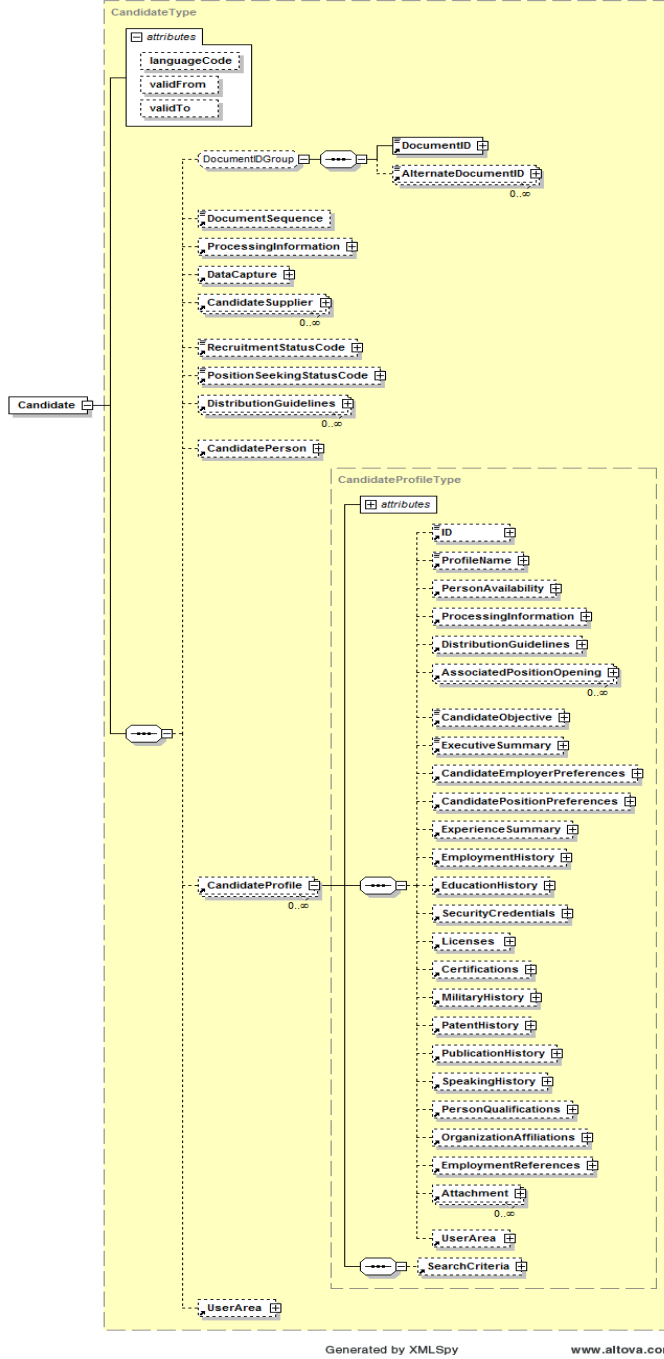 CandidateType
attributes
languageCode
validFrom
validTo
DocumentIDGroup
DocumentID
AlternateDocumentID
0..∞
DocumentSequence
ProcessingInformation
DataCapture
CandidateSupplier
0..∞
RecruitmentStatusCode
PositionSeekingStatusCode
Candidate
DistributionGuidelines
0..∞
CandidatePerson
CandidateProfileType
attributes
ID
ProfileName
PersonAvailability
ProcessingInformation
DistributionGuidelines
AssociatedPositionOpening
0..∞
CandidateObjective
ExecutiveSummary
CandidateEmployerPreferences
CandidatePositionPreferences
ExperienceSummary
EmploymentHistory
CandidateProfile
0..∞
EducationHistory
SecurityCredentials
Licenses
Certifications
MilitaryHistory
PatentHistory
PublicationHistory
SpeakingHistory
PersonQualifications
OrganizationAffiliations
EmploymentReferences
Attachment
0..∞
UserArea
SearchCriteria
UserArea
Generated by XMLSpy
www.altova.com